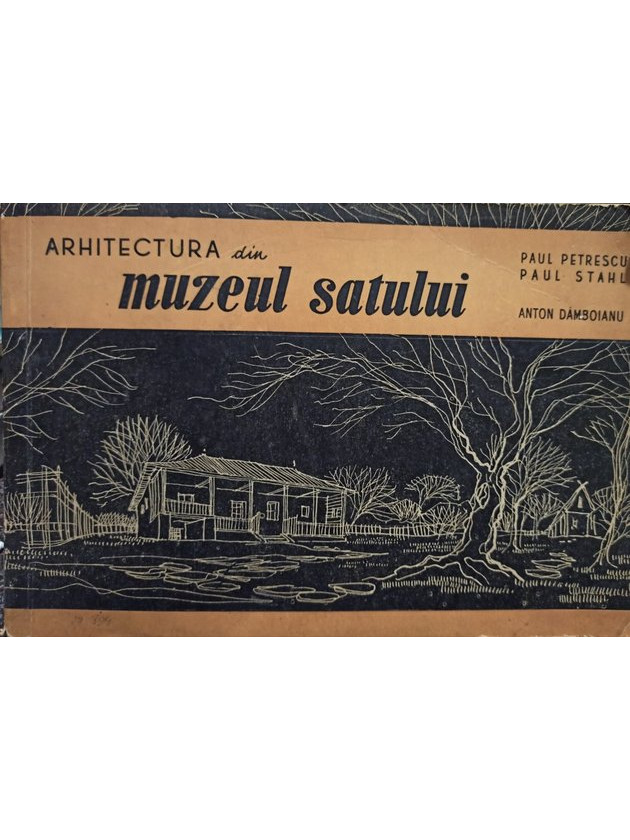 ARHITECTURA din
muzeul satului
PAUL PETRESCU
PAUL STAHL
ANTON DÂMBOIANU